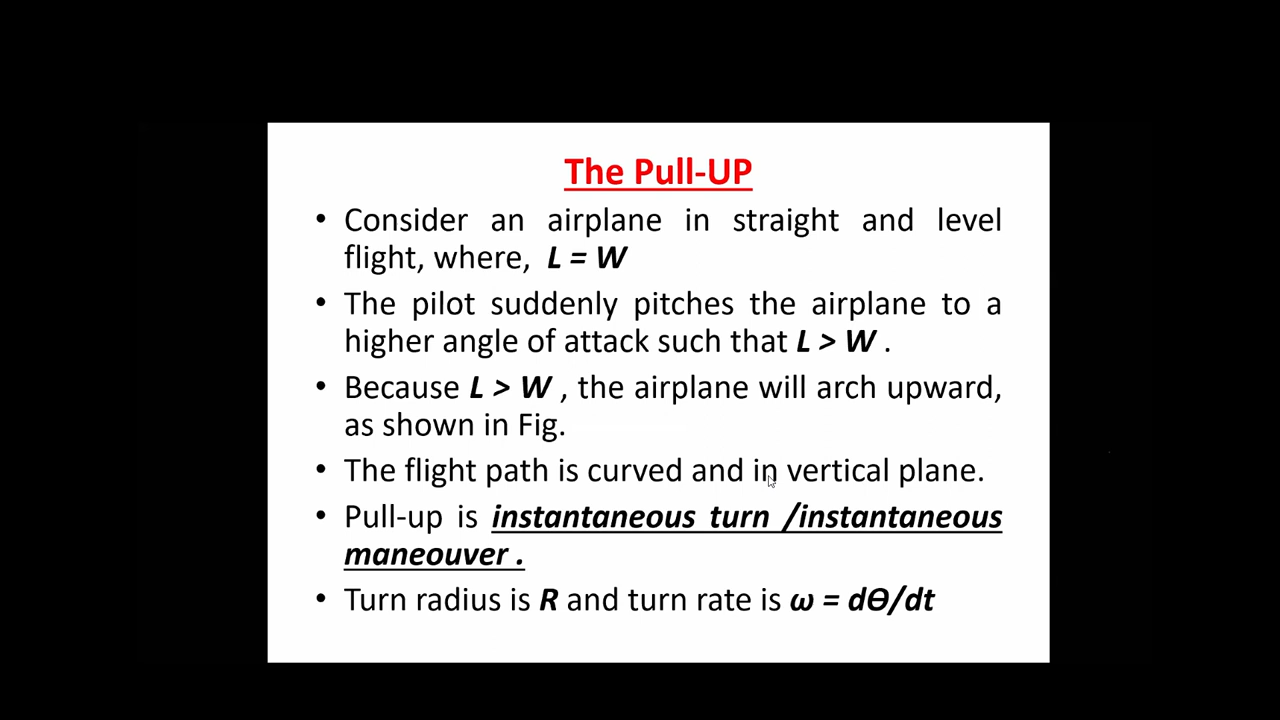 The Pull-UP
• Consider an airplane in straight and level
flight, where, L = W
• The pilot suddenly pitches the airplane to a
higher angle of attack such that L > W .
• Because L > W , the airplane will arch upward,
as shown in Fig.
• The flight path is curved and in vertical plane.
• Pull-up is instantaneous turn /instantaneous
maneouver .
• Turn radius is R and turn rate is ω = dϴ/dt